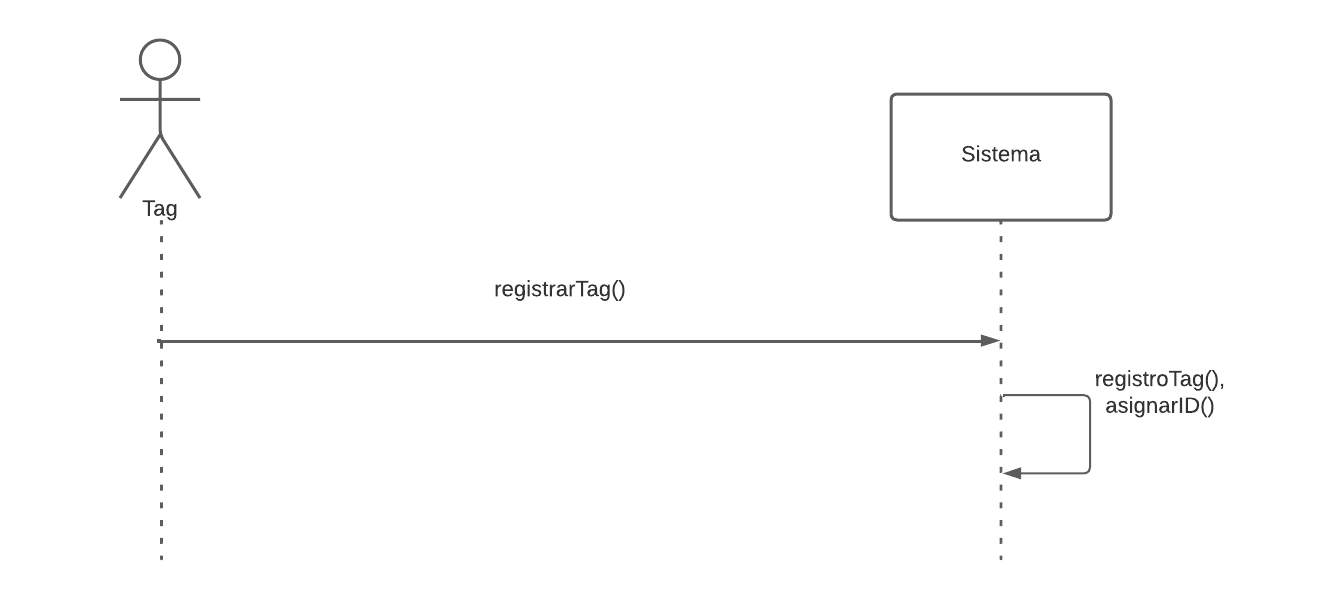 Sistema
Tag
registrarTag()
registroTag(),
asignarID()